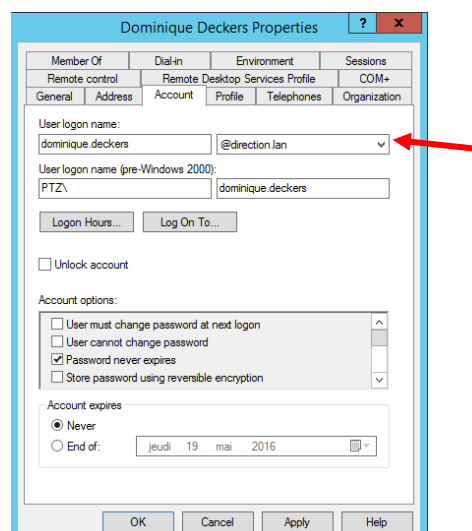 Dominique Deckers Properties ? x
Member Of Dial-in Environment Sessions
Remote control Remote Desktop Services Profile COM+
General Address Account Profile Telephones Organization
User logon name:
dominique.deckers @direction.lan
User logon name (pre-Windows 2000):
PTZ\ dominique.deckers
Logon Hours... Log On To...
Unlock account
Account options:
User must change password at next logon
User cannot change password
Password never expires
Store password using reversible encryption
Account expires
Never
End of: jeudi 19 mai 2016
OK Cancel Apply Help